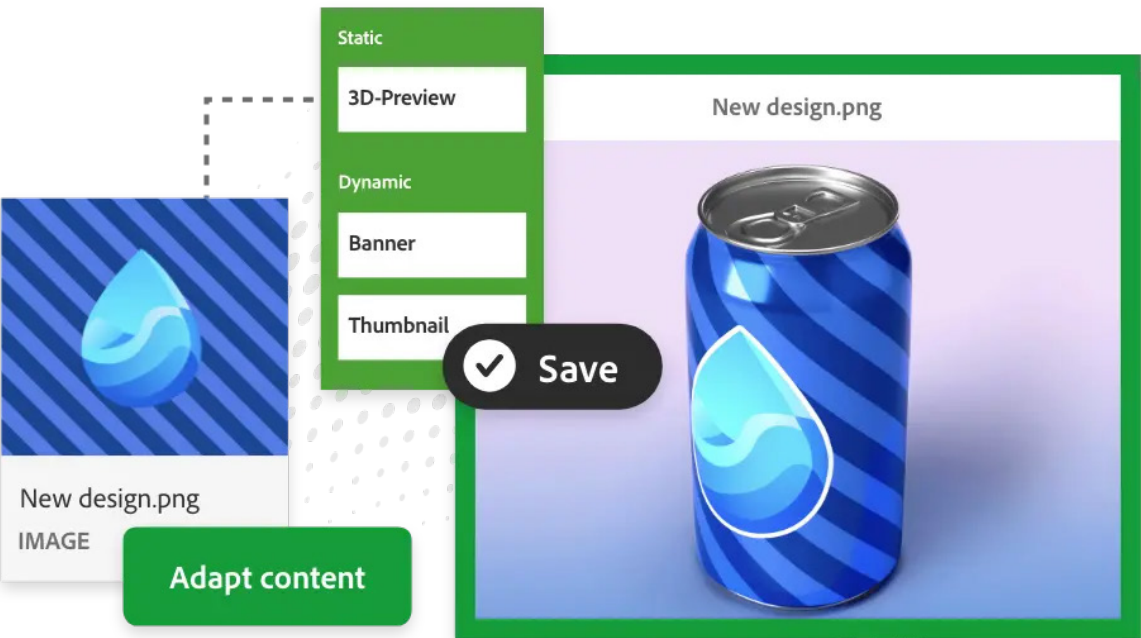 Static
3D-Preview
Dynamic
Banner
Thumbnail
Save
New design.png
New design.png
IMAGE
Adapt content